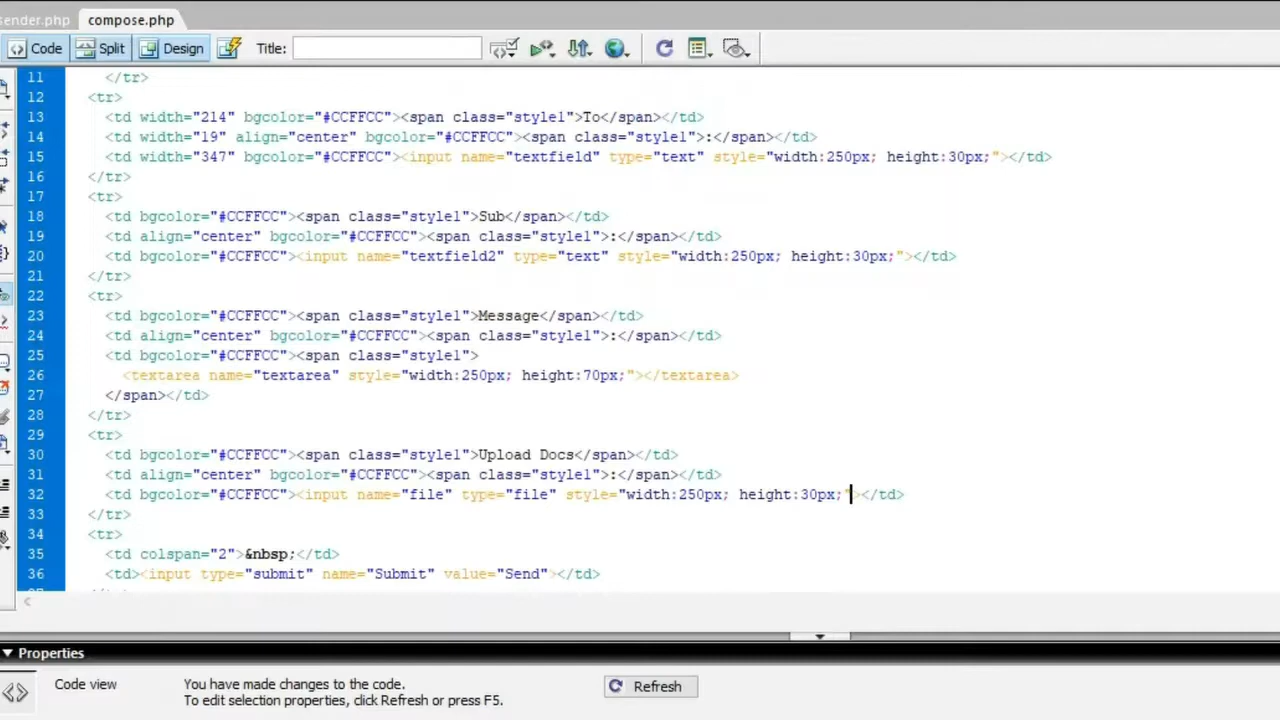 sender.php compose.php
Code Split Design Title:
11 </tr>
12 <tr>
13 <td width="214" bgcolor="#CCFFCC"><span class="style1">To</span></td>
14 <td width="19" align="center" bgcolor="#CCFFCC"><span class="style1">:</span></td>
15 <td width="347" bgcolor="#CCFFCC"><input name="textfield" type="text" style="width:250px; height:30px;"></td>
16 </tr>
17 <tr>
18 <td bgcolor="#CCFFCC"><span class="style1">Sub</span></td>
19 <td align="center" bgcolor="#CCFFCC"><span class="style1">:</span></td>
20 <td bgcolor="#CCFFCC"><input name="textfield2" type="text" style="width:250px; height:30px;"></td>
21 </tr>
22 <tr>
23 <td bgcolor="#CCFFCC"><span class="style1">Message</span></td>
24 <td align="center" bgcolor="#CCFFCC"><span class="style1">:</span></td>
25 <td bgcolor="#CCFFCC"><span class="style1">
26 <textarea name="textarea" style="width:250px; height:70px;"></textarea>
27 </span></td>
28 </tr>
29 <tr>
30 <td bgcolor="#CCFFCC"><span class="style1">Upload Docs</span></td>
31 <td align="center" bgcolor="#CCFFCC"><span class="style1">:</span></td>
32 <td bgcolor="#CCFFCC"><input name="file" type="file" style="width:250px; height:30px;"></td>
33 </tr>
34 <tr>
35 <td colspan="2">&nbsp;</td>
36 <td><input type="submit" name="Submit" value="Send"></td>
Properties
Code view You have made changes to the code. Refresh
To edit selection properties, click Refresh or press F5.